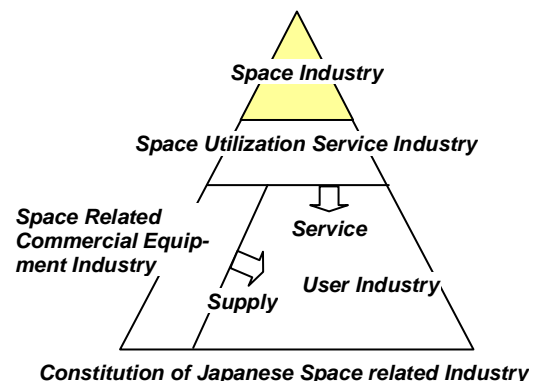 Space Industry
Space Utilization Service Industry
Space Related
Commercial Equip-
ment Industry
Service
Supply
User Industry
Constitution of Japanese Space related Industry